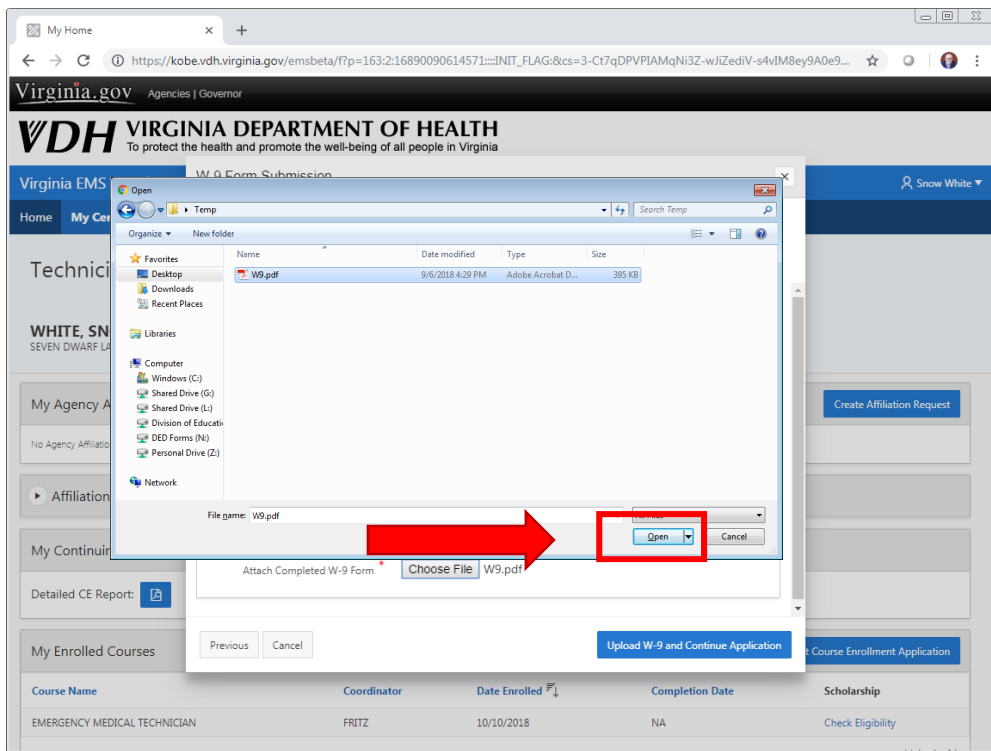 My Home
https://kobe.vdh.virginia.gov/emsbeta/f?p=163:2:16890090614571::::INIT_FLAG:&cs=3-Ct7qDPVPIAMqNi3Z-wJiZediV-s4vIM8ey9A0e9...
Virginia.gov Agencies | Governor
VDH VIRGINIA DEPARTMENT OF HEALTH
To protect the health and promote the well-being of all people in Virginia
W-9 Form Submission
Virginia EMS
Snow White
Open
Home My Cer
Temp
Search Temp
Organize New folder
Technici
Favorites
Desktop
Downloads
Recent Places
Libraries
Computer
Windows (C:)
Shared Drive (G:)
Shared Drive (L:)
Division of Educati
DED Forms (N:)
Personal Drive (Z:)
Network
Name Date modified Type Size
W9.pdf 9/6/2018 4:29 PM Adobe Acrobat D... 395 KB
WHITE, SN
SEVEN DWARF LA
My Agency A
Create Affiliation Request
No Agency Affiliatio
Affiliation
File name: W9.pdf
Open Cancel
My Continuin
Attach Completed W-9 Form * Choose File W9.pdf
Detailed CE Report:
Previous Cancel Upload W-9 and Continue Application
My Enrolled Courses
t Course Enrollment Application
Course Name Coordinator Date Enrolled Completion Date Scholarship
EMERGENCY MEDICAL TECHNICIAN FRITZ 10/10/2018 NA Check Eligibility